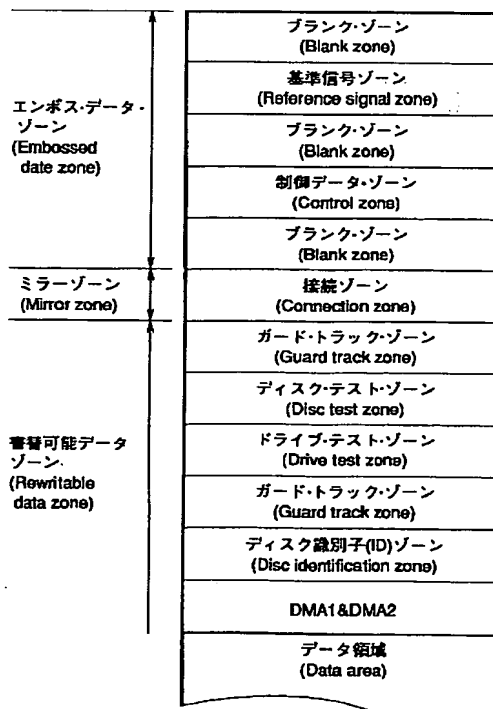 エンボス・データ・
ゾーン
(Embossed
date zone)
ミラーゾーン
(Mirror zone)
書替可能データ
ゾーン
(Rewritable
data zone)
ブランク・ゾーン
(Blank zone)
基準信号ゾーン
(Reference signal zone)
ブランク・ゾーン
(Blank zone)
制御データ・ゾーン
(Control zone)
ブランク・ゾーン
(Blank zone)
接続ゾーン
(Connection zone)
ガード・トラック・ゾーン
(Guard track zone)
ディスク・テスト・ゾーン
(Disc test zone)
ドライブ・テスト・ゾーン
(Drive test zone)
ガード・トラック・ゾーン
(Guard track zone)
ディスク識別子(ID)ゾーン
(Disc identification zone)
DMA1&DMA2
データ領域
(Data area)